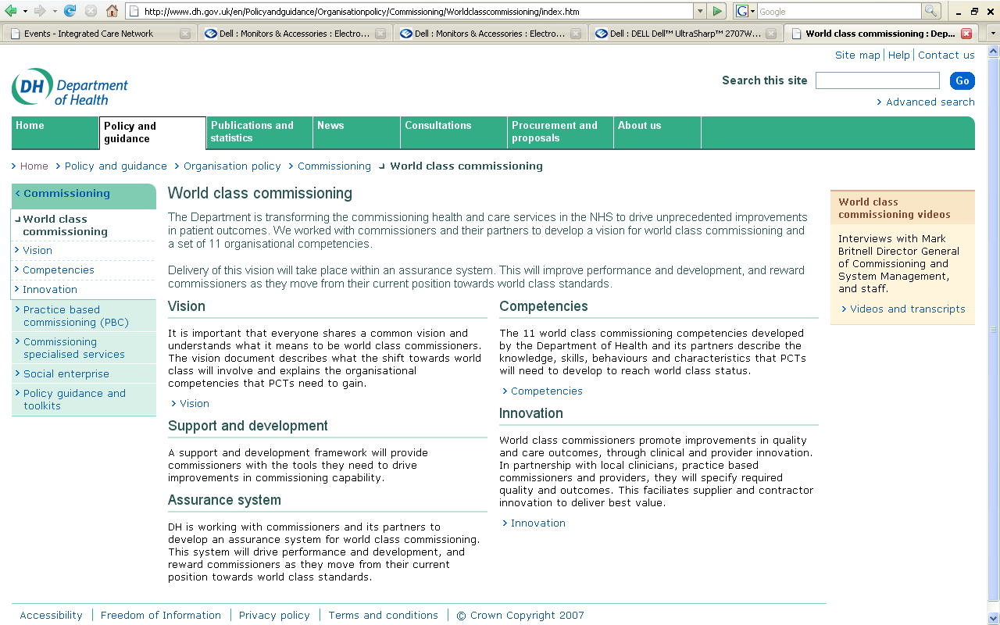 http://www.dh.gov.uk/en/Policyandguidance/Organisationpolicy/Commissioning/Worldclasscommissioning/index.htm
G
Google
Events - Integrated Care Network
Dell : Monitors & Accessories : Electro...
Dell : Monitors & Accessories : Electro...
Dell : DELL Dell™ UltraSharp™ 2707W...
World class commissioning : Dep...
Site map
Help
Contact us
DH Department
of Health
Search this site
Go
Advanced search
Home
Policy and
guidance
Publications and
statistics
News
Consultations
Procurement and
proposals
About us
Home
Policy and guidance
Organisation policy
Commissioning
World class commissioning
Commissioning
World class
commissioning
Vision
Competencies
Innovation
Practice based
commissioning (PBC)
Commissioning
specialised services
Social enterprise
Policy guidance and
toolkits
World class commissioning
The Department is transforming the commissioning health and care services in the NHS to drive unprecedented improvements
in patient outcomes. We worked with commissioners and their partners to develop a vision for world class commissioning and
a set of 11 organisational competencies.
Delivery of this vision will take place within an assurance system. This will improve performance and development, and reward
commissioners as they move from their current position towards world class standards.
Vision
It is important that everyone shares a common vision and
understands what it means to be world class commissioners.
The vision document describes what the shift towards world
class will involve and explains the organisational
competencies that PCTs need to gain.
Vision
Support and development
A support and development framework will provide
commissioners with the tools they need to drive
improvements in commissioning capability.
Assurance system
DH is working with commissioners and its partners to
develop an assurance system for world class commissioning.
This system will drive performance and development, and
reward commissioners as they move from their current
position towards world class standards.
Competencies
The 11 world class commissioning competencies developed
by the Department of Health and its partners describe the
knowledge, skills, behaviours and characteristics that PCTs
will need to develop to reach world class status.
Competencies
Innovation
World class commissioners promote improvements in quality
and care outcomes, through clinical and provider innovation.
In partnership with local clinicians, practice based
commissioners and providers, they will specify required
quality and outcomes. This faciliates supplier and contractor
innovation to deliver best value.
Innovation
World class
commissioning videos
Interviews with Mark
Britnell Director General
of Commissioning and
System Management,
and staff.
Videos and transcripts
Accessibility
Freedom of Information
Privacy policy
Terms and conditions
© Crown Copyright 2007